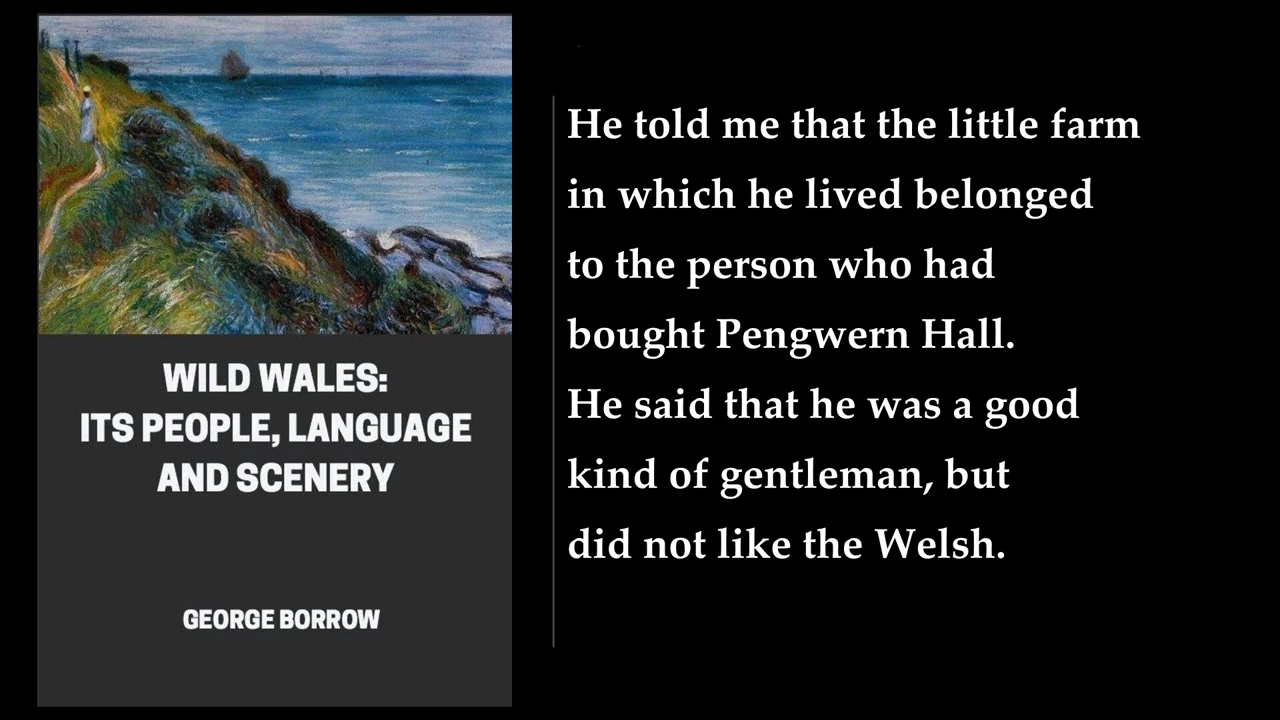 WILD WALES:
ITS PEOPLE, LANGUAGE
AND SCENERY
GEORGE BORROW
He told me that the little farm
in which he lived belonged
to the person who had
bought Pengwern Hall.
He said that he was a good
kind of gentleman, but
did not like the Welsh.